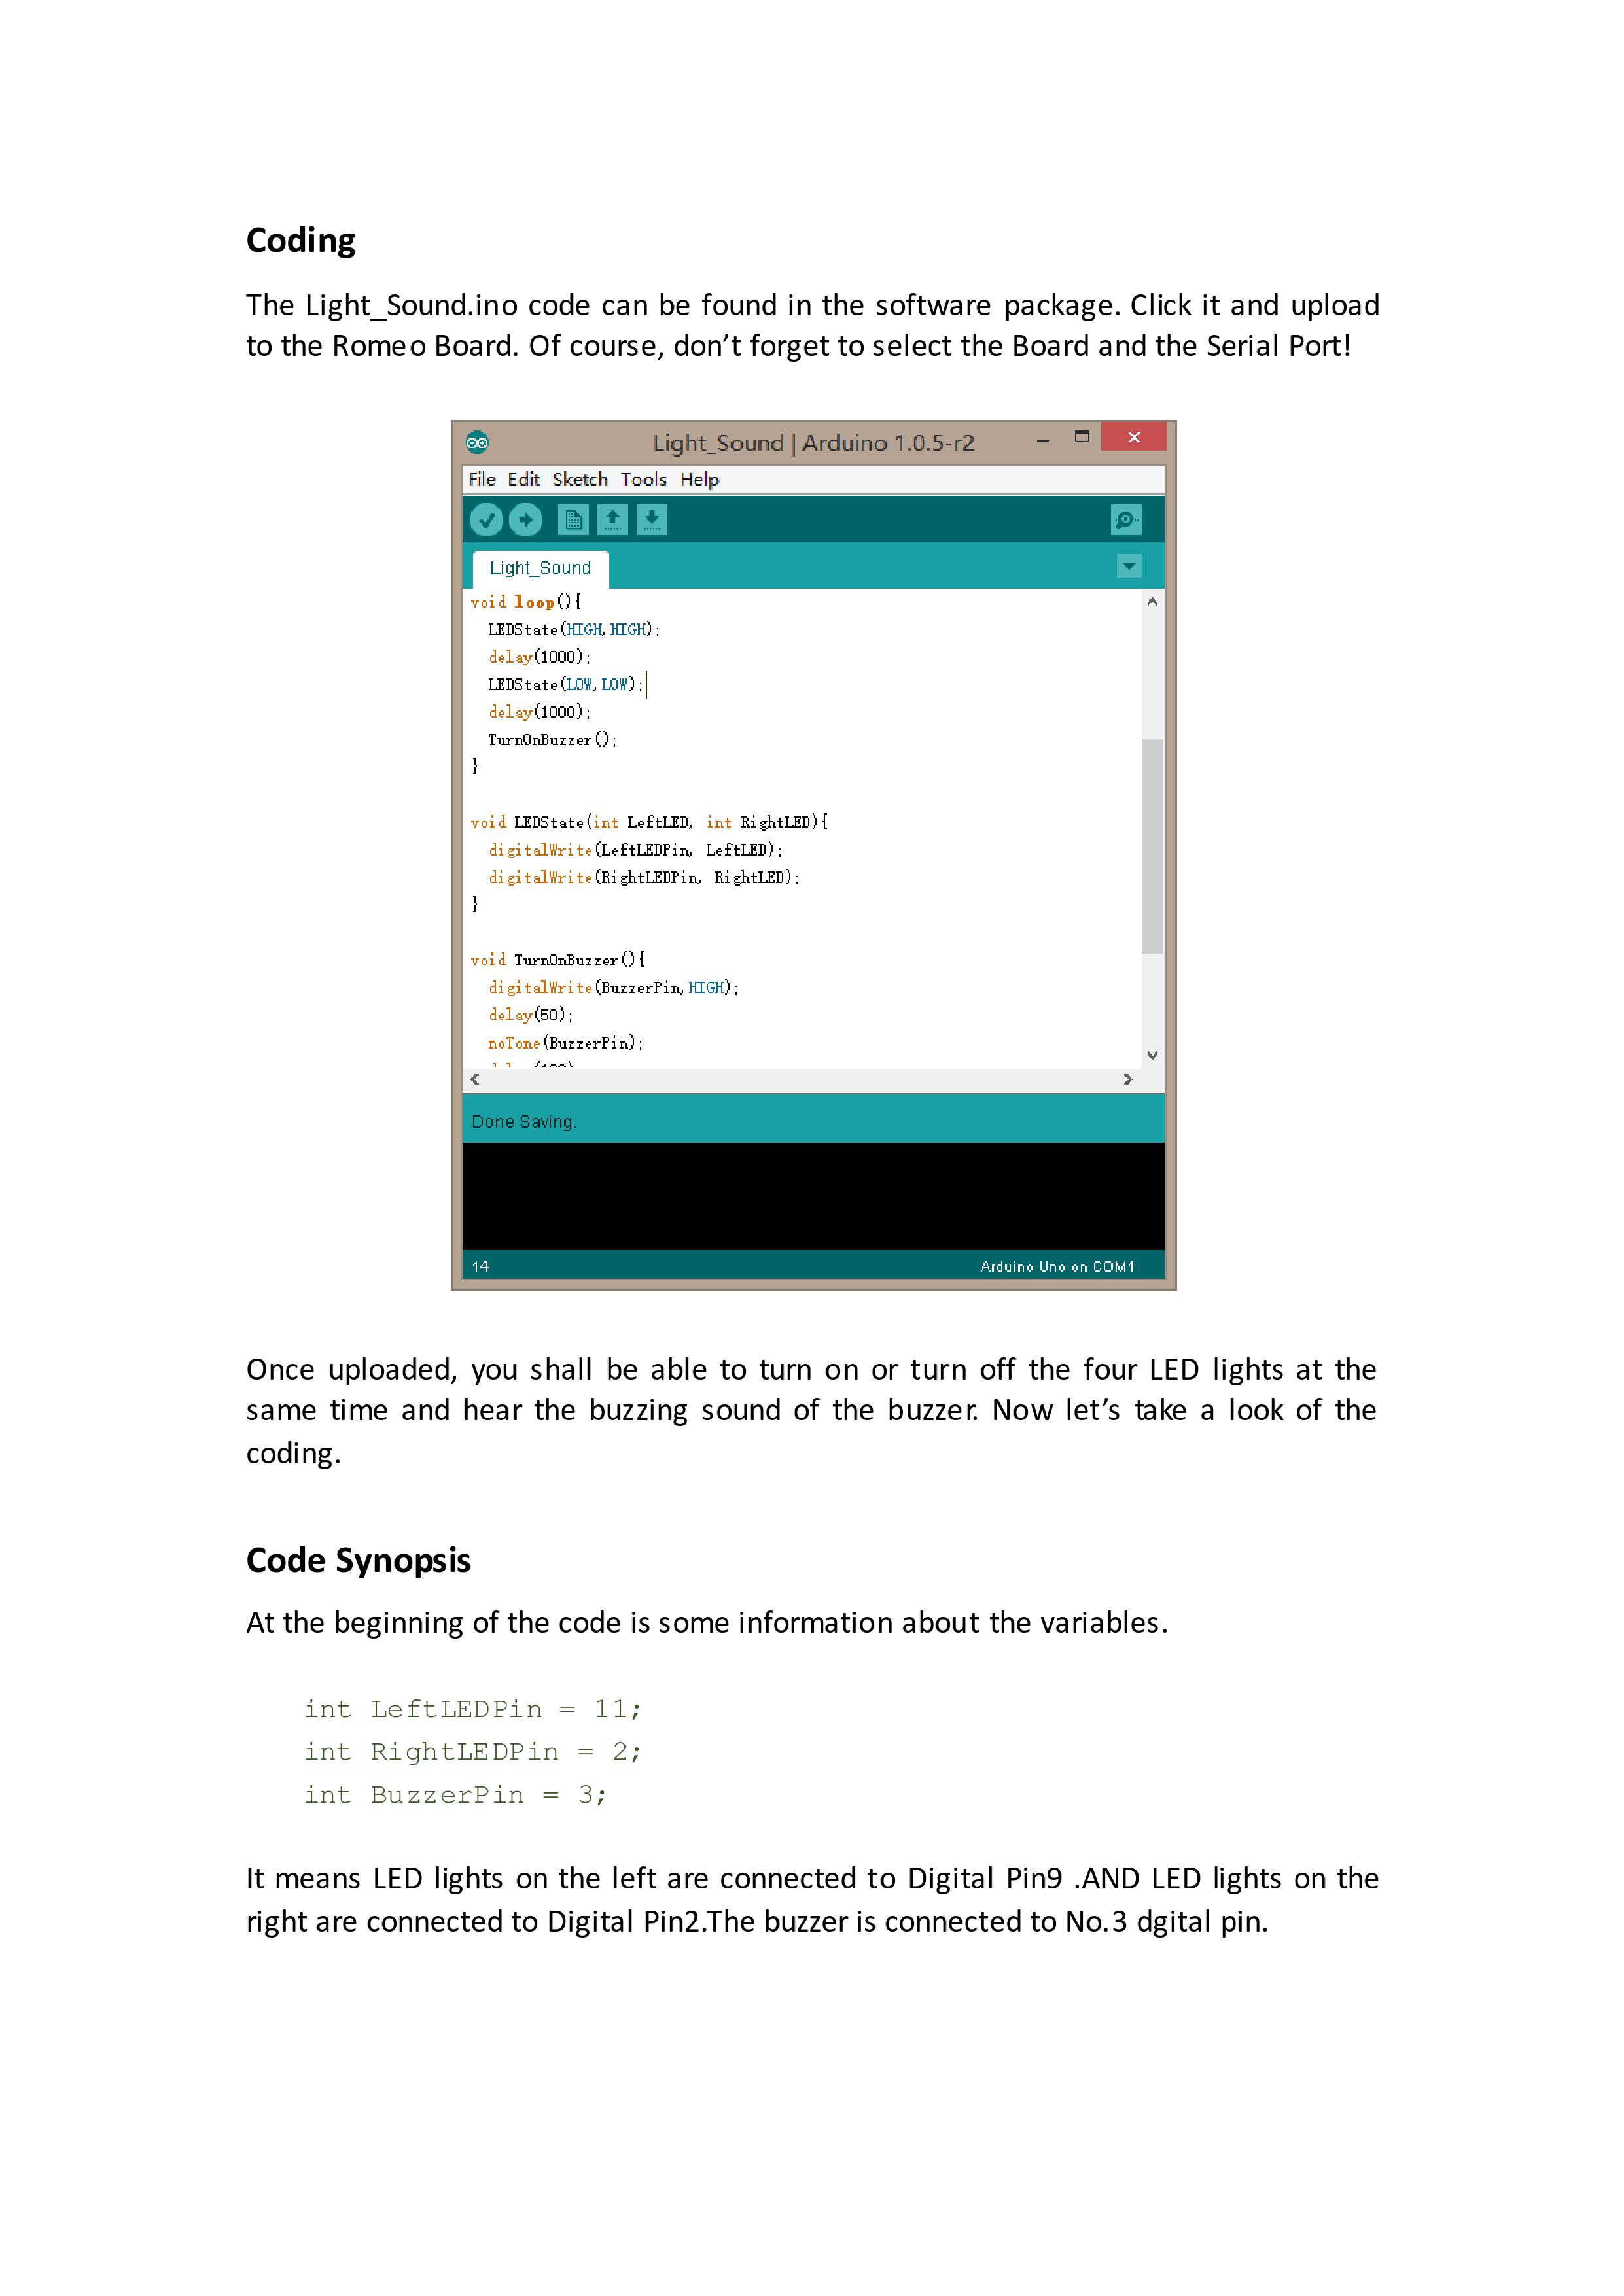 Coding
The Light_Sound.ino code can be found in the software package. Click it and upload
to the Romeo Board. Of course, don’t forget to select the Board and the Serial Port!
Light_Sound | Arduino 1.0.5-r2
File Edit Sketch Tools Help
Light_Sound
void loop(){
LEDState(HIGH,HIGH);
delay(1000);
LEDState(LOW,LOW);
delay(1000);
TurnOnBuzzer();
}
void LEDState(int LeftLED, int RightLED){
digitalWrite(LeftLEDPin, LeftLED);
digitalWrite(RightLEDPin, RightLED);
}
void TurnOnBuzzer(){
digitalWrite(BuzzerPin,HIGH);
delay(50);
noTone(BuzzerPin);
Done Saving.
14 Arduino Uno on COM1
Once uploaded, you shall be able to turn on or turn off the four LED lights at the
same time and hear the buzzing sound of the buzzer. Now let’s take a look of the
coding.
Code Synopsis
At the beginning of the code is some information about the variables.
int LeftLEDPin = 11;
int RightLEDPin = 2;
int BuzzerPin = 3;
It means LED lights on the left are connected to Digital Pin9 .AND LED lights on the
right are connected to Digital Pin2.The buzzer is connected to No.3 dgital pin.